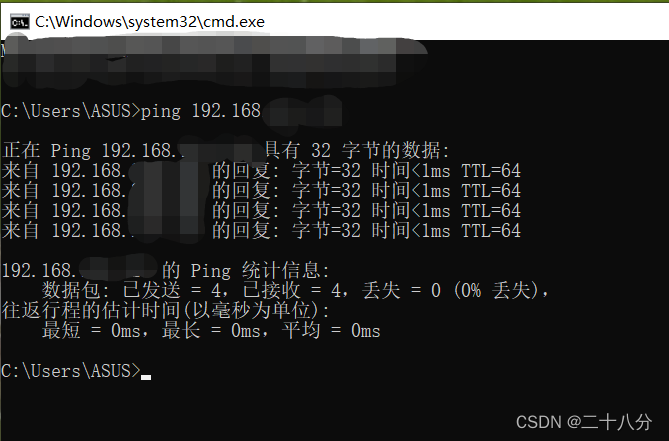 C:\Windows\system32\cmd.exe
C:\Users\ASUS>ping 192.168
正在 Ping 192.168. 具有 32 字节的数据:
来自 192.168. 的回复: 字节=32 时间<1ms TTL=64
来自 192.168. 的回复: 字节=32 时间<1ms TTL=64
来自 192.168. 的回复: 字节=32 时间<1ms TTL=64
来自 192.168. 的回复: 字节=32 时间<1ms TTL=64
192.168. 的 Ping 统计信息:
数据包: 已发送 = 4，已接收 = 4，丢失 = 0 (0% 丢失)，
往返行程的估计时间(以毫秒为单位):
最短 = 0ms，最长 = 0ms，平均 = 0ms
C:\Users\ASUS>
CSDN @二十八分